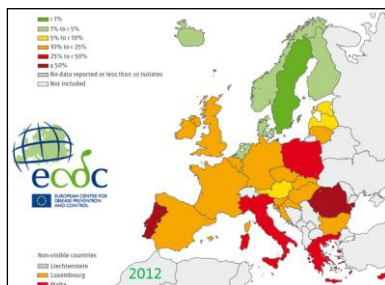 < 1%
1% to < 5%
5% to < 10%
10% to < 25%
25% to < 50%
≥ 50%
No data reported or less than 10 isolates
Not included
ecdc
EUROPEAN CENTRE FOR
DISEASE PREVENTION
AND CONTROL
Non-visible countries
Liechtenstein
Luxembourg
Malta
2012